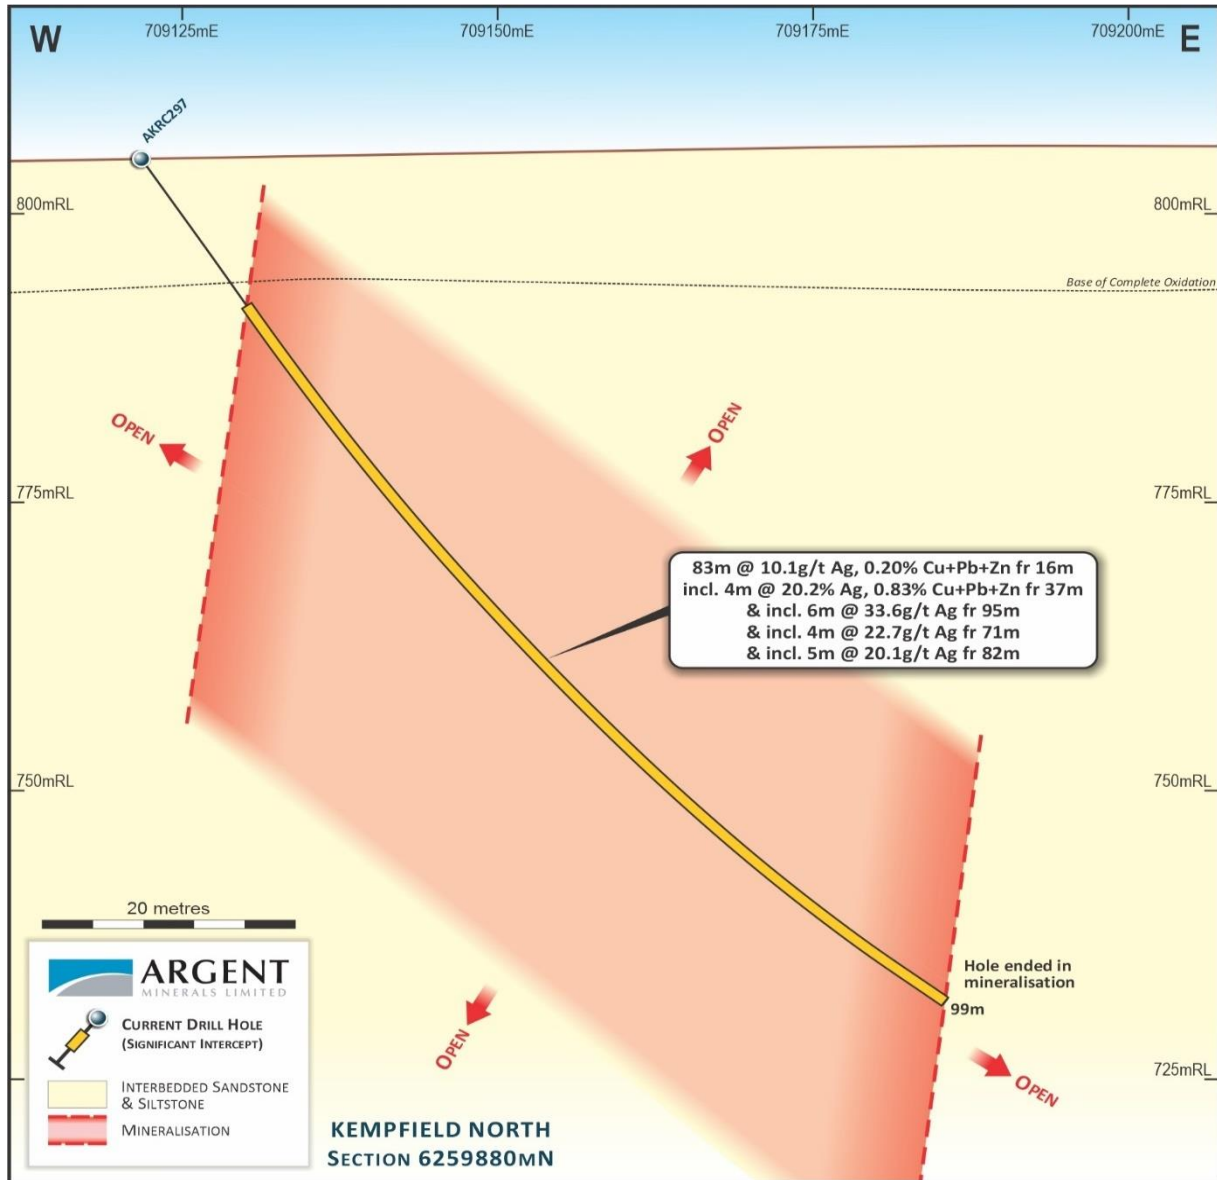 W
709125mE
709150mE
709175mE
709200mE
E
AKRC297
800mRL
800mRL
Base of Complete Oxidation
OPEN
OPEN
775mRL
775mRL
83m @ 10.1g/t Ag, 0.20% Cu+Pb+Zn fr 16m
incl. 4m @ 20.2% Ag, 0.83% Cu+Pb+Zn fr 37m
& incl. 6m @ 33.6g/t Ag fr 95m
& incl. 4m @ 22.7g/t Ag fr 71m
& incl. 5m @ 20.1g/t Ag fr 82m
750mRL
750mRL
20 metres
Hole ended in
mineralisation
99m
ARGENT
MINERALS LIMITED
CURRENT DRILL HOLE
(SIGNIFICANT INTERCEPT)
INTERBEDDED SANDSTONE
& SILTSTONE
MINERALISATION
OPEN
OPEN
725mRL
KEMPFIELD NORTH
SECTION 6259880MN